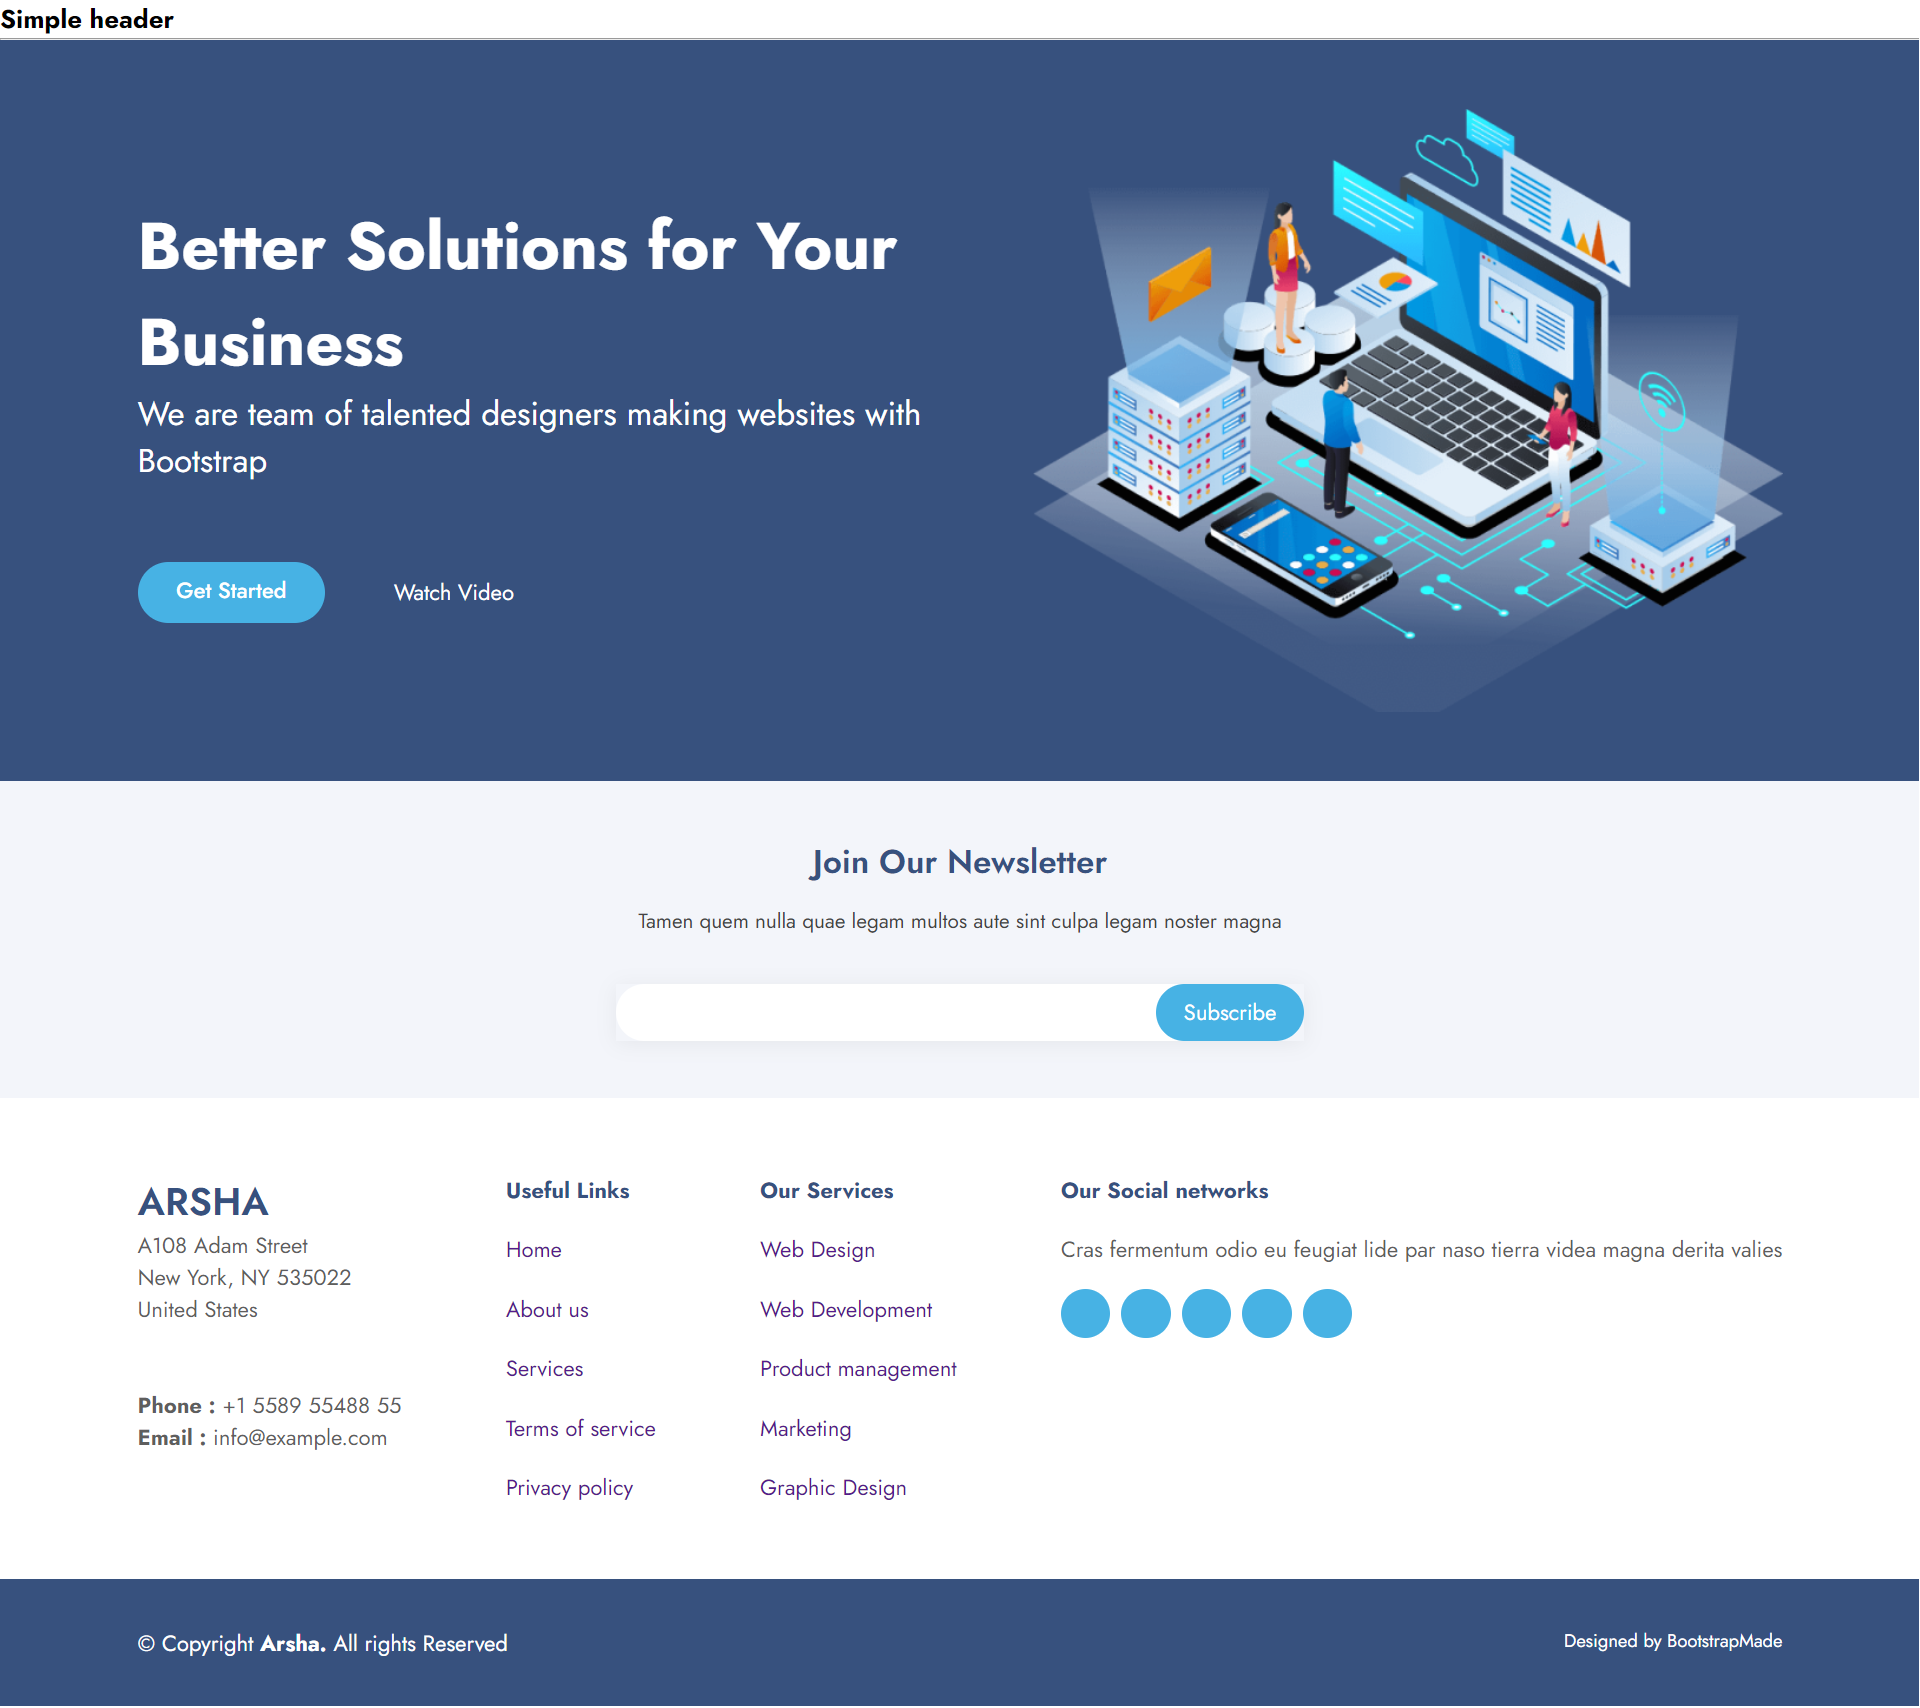 Simple header
Better Solutions for Your
Business
We are team of talented designers making websites with
Bootstrap
Get Started
Watch Video
Join Our Newsletter
Tamen quem nulla quae legam multos aute sint culpa legam noster magna
Subscribe
ARSHA
A108 Adam Street
New York, NY 535022
United States
Phone : +1 5589 55488 55
Email : info@example.com
Useful Links
Home
About us
Services
Terms of service
Privacy policy
Our Services
Web Design
Web Development
Product management
Marketing
Graphic Design
Our Social networks
Cras fermentum odio eu feugiat lide par naso tierra videa magna derita valies
© Copyright Arsha. All rights Reserved
Designed by BootstrapMade